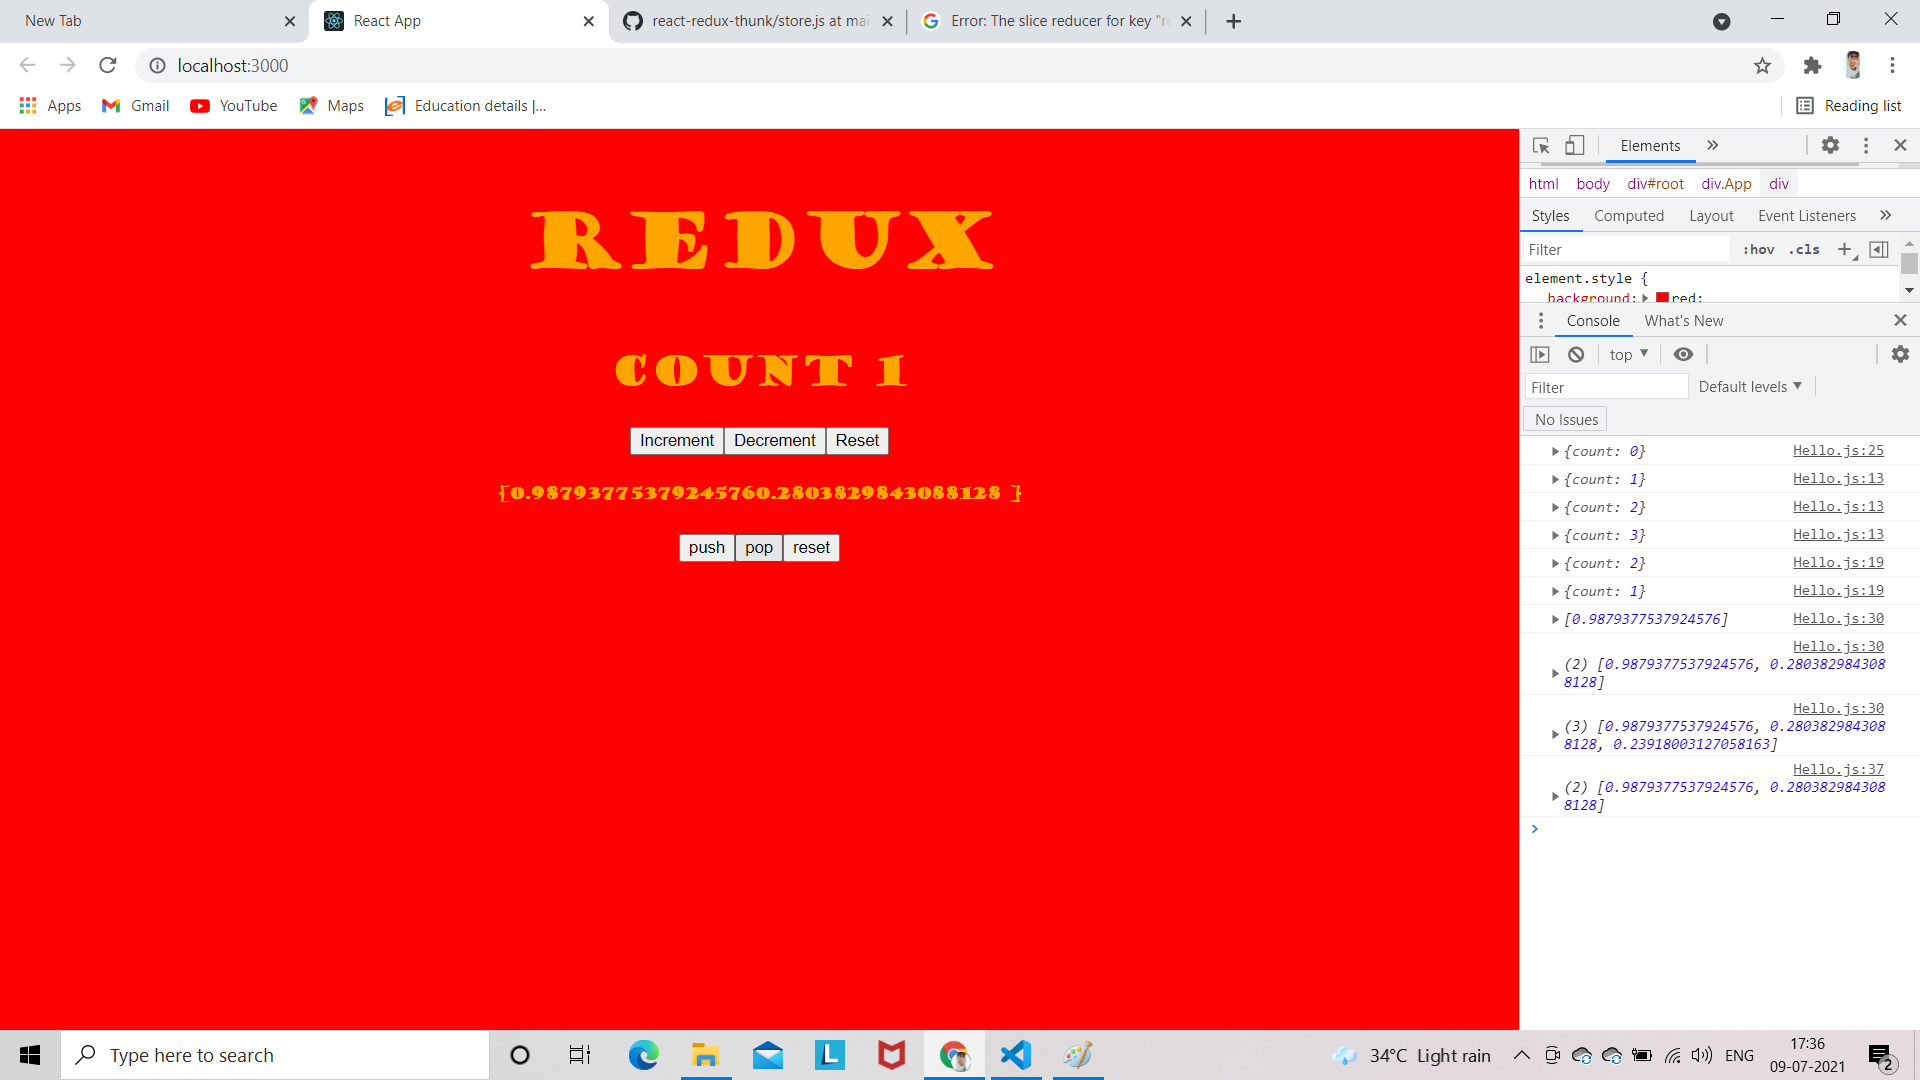 New Tab
React App
react-redux-thunk/store.js at mai
Error: The slice reducer for key "r
localhost:3000
Apps
Gmail
YouTube
Maps
Education details |...
Reading list
REDUX
COUNT 1
Increment
Decrement
Reset
{0.98793775379245760.2803829843088128 }
push
pop
reset
Elements
html
body
div#root
div.App
div
Styles
Computed
Layout
Event Listeners
Filter
:hov
.cls
element.style {
background: red;
Console
What's New
top
Filter
Default levels
No Issues
{count: 0} Hello.js:25
{count: 1} Hello.js:13
{count: 2} Hello.js:13
{count: 3} Hello.js:13
{count: 2} Hello.js:19
{count: 1} Hello.js:19
[0.9879377537924576] Hello.js:30
Hello.js:30
(2) [0.9879377537924576, 0.280382984308
8128]
Hello.js:30
(3) [0.9879377537924576, 0.280382984308
8128, 0.23918003127058163]
Hello.js:37
(2) [0.9879377537924576, 0.280382984308
8128]
Type here to search
L
34°C Light rain
ENG
17:36
09-07-2021
2